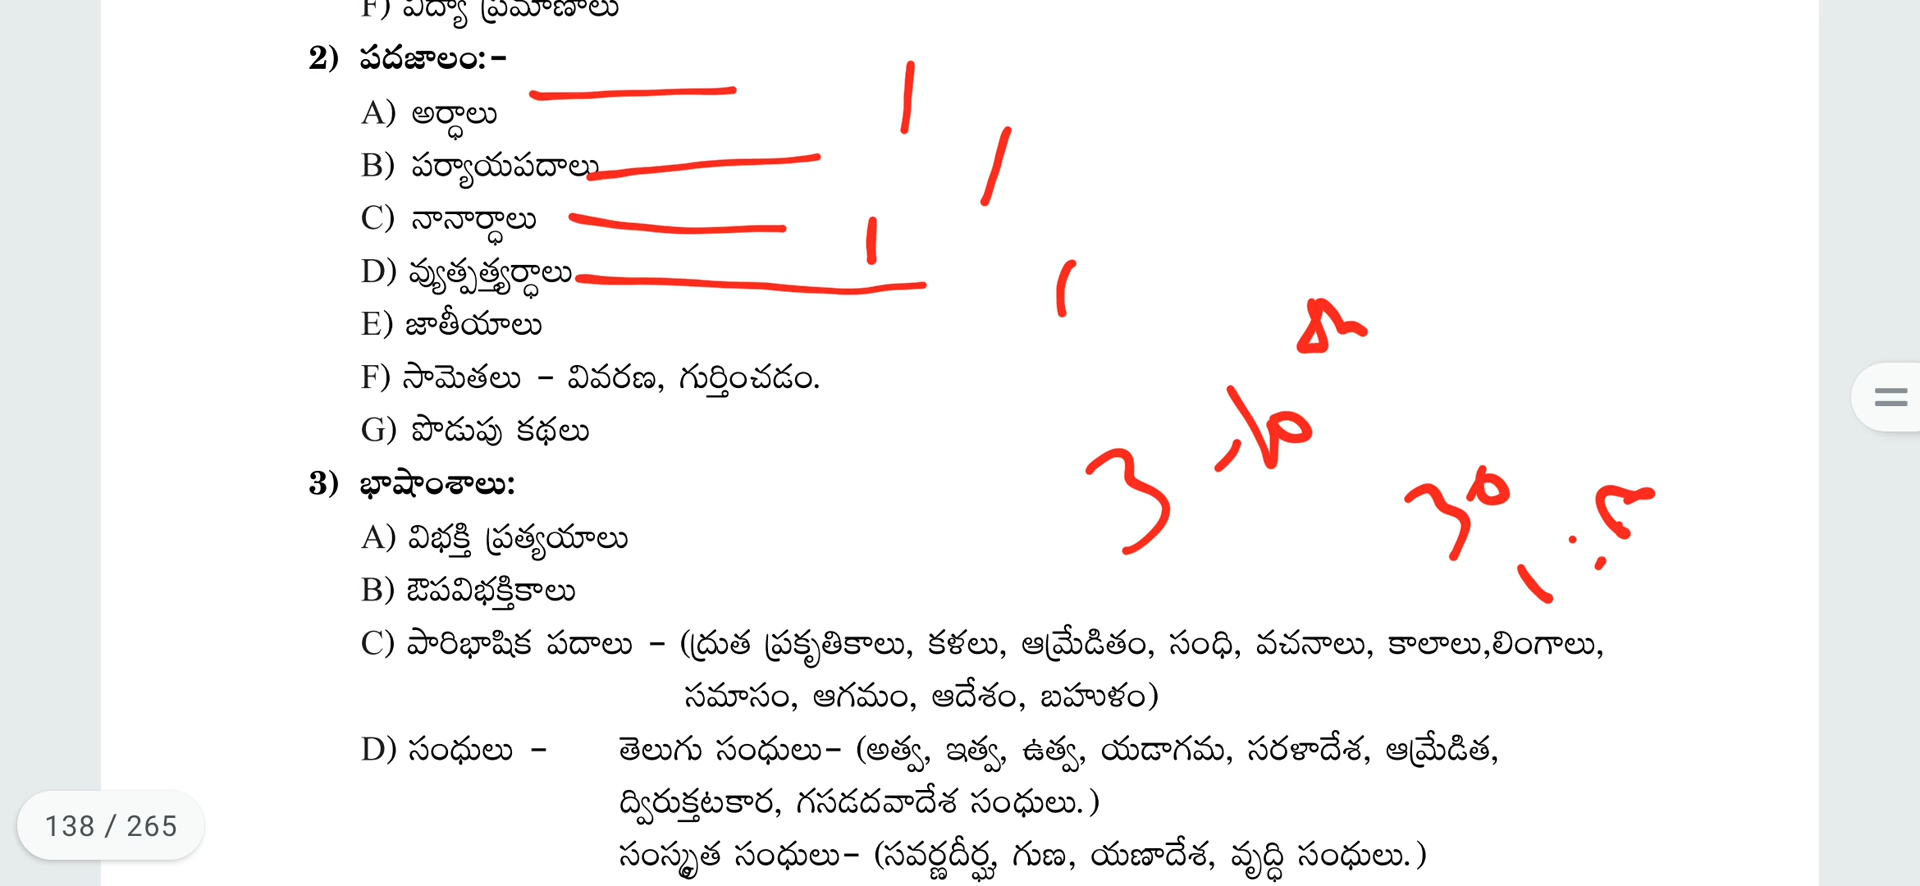 F) విద్యా ప్రమాణాలు
2) పదజాలం:-
A) అర్ధాలు
B) పర్యాయపదాలు
C) నానార్ధాలు
D) వ్యుత్పత్త్యర్ధాలు
E) జాతీయాలు
F) సామెతలు - వివరణ, గుర్తించడం.
G) పొడుపు కథలు
3) భాషాంశాలు:
A) విభక్తి ప్రత్యయాలు
B) ఔపవిభక్తికాలు
C) పారిభాషిక పదాలు - (ద్రుత ప్రకృతికాలు, కళలు, ఆమ్రేడితం, సంధి, వచనాలు, కాలాలు,లింగాలు,
సమాసం, ఆగమం, ఆదేశం, బహుళం)
D) సంధులు - తెలుగు సంధులు- (అత్వ, ఇత్వ, ఉత్వ, యడాగమ, సరళాదేశ, ఆమ్రేడిత,
ద్విరుక్తటకార, గసడదవాదేశ సంధులు.)
సంస్కృత సంధులు- (సవర్ణదీర్ఘ, గుణ, యణాదేశ, వృద్ధి సంధులు.)
138 / 265